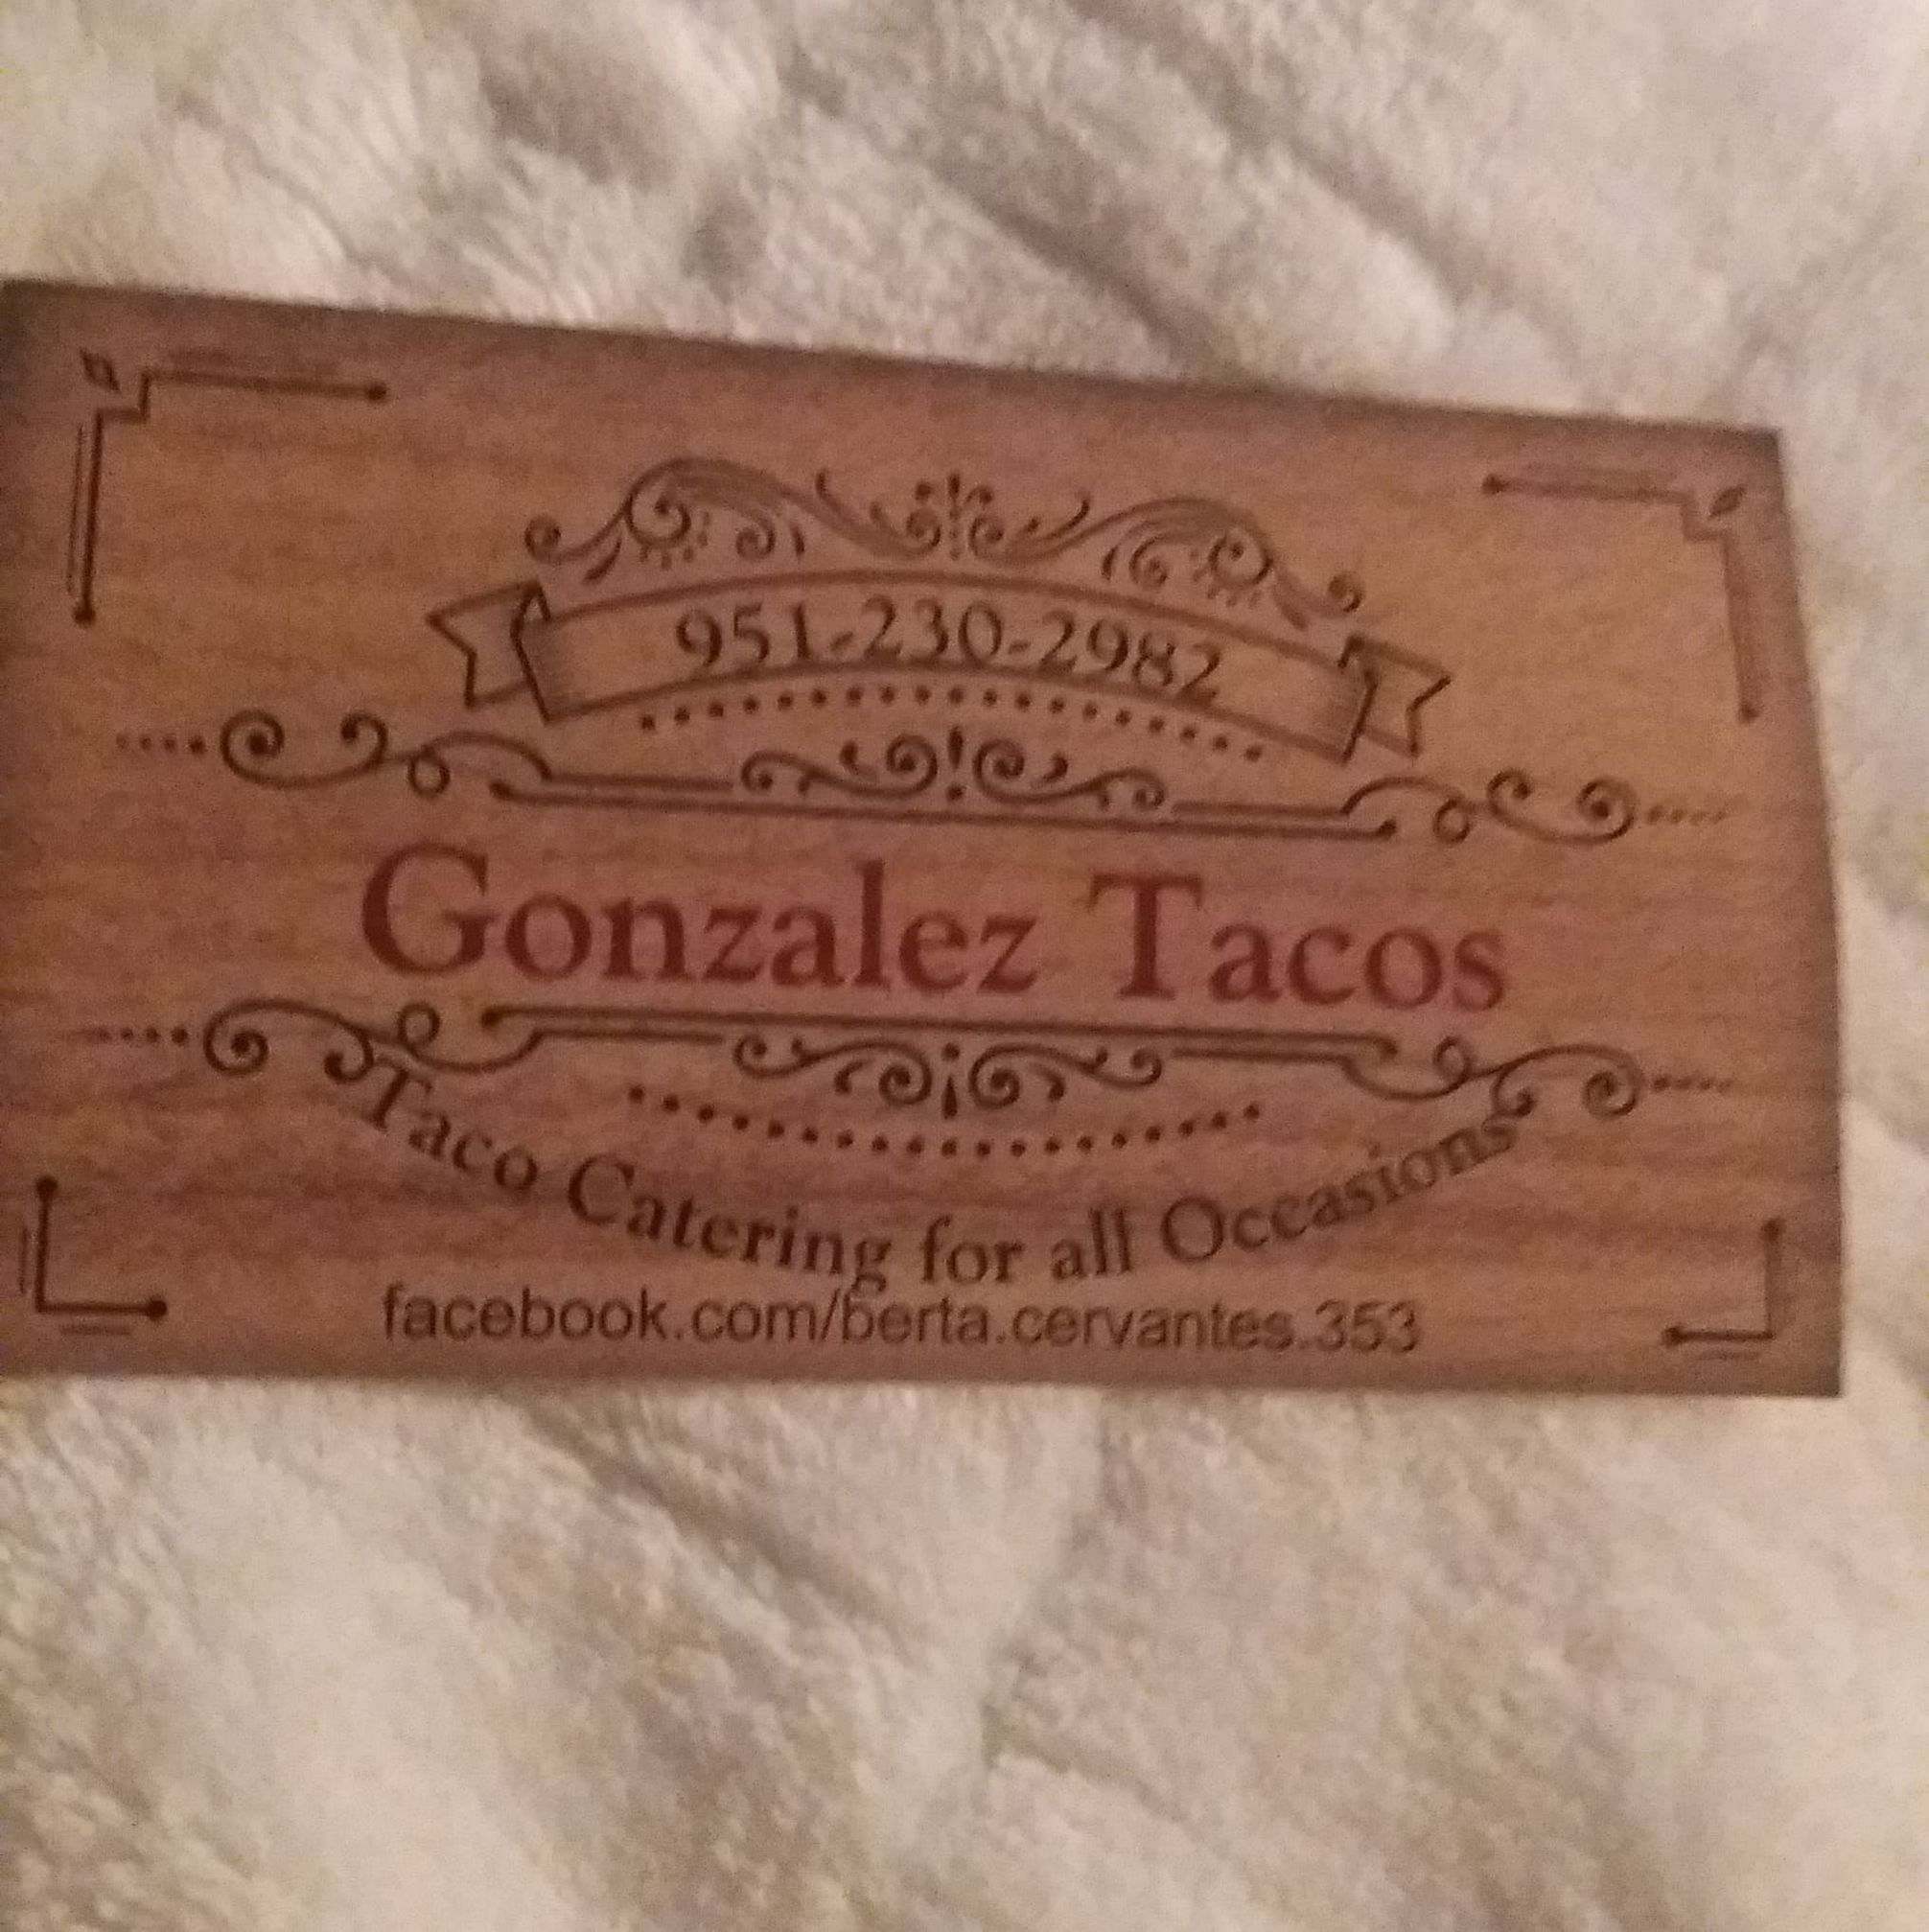 951-230-2982
Gonzalez Tacos
Taco Catering for all Occasions
facebook.com/berta.cervantes.353